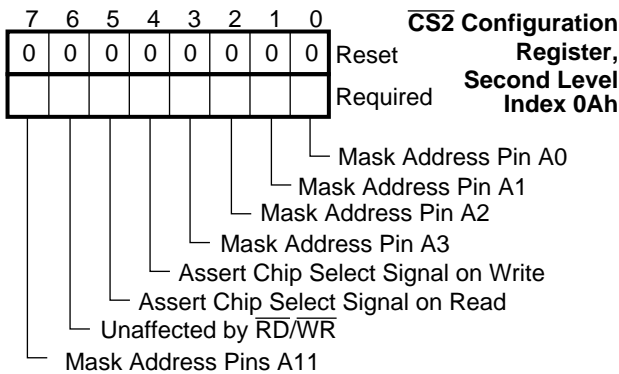 7 6 5 4 3 2 1 0
CS2 Configuration
Register,
Second Level
Index 0Ah
0 0 0 0 0 0 0 0 Reset
Required
Mask Address Pin A0
Mask Address Pin A1
Mask Address Pin A2
Mask Address Pin A3
Assert Chip Select Signal on Write
Assert Chip Select Signal on Read
Unaffected by RD/WR
Mask Address Pins A11